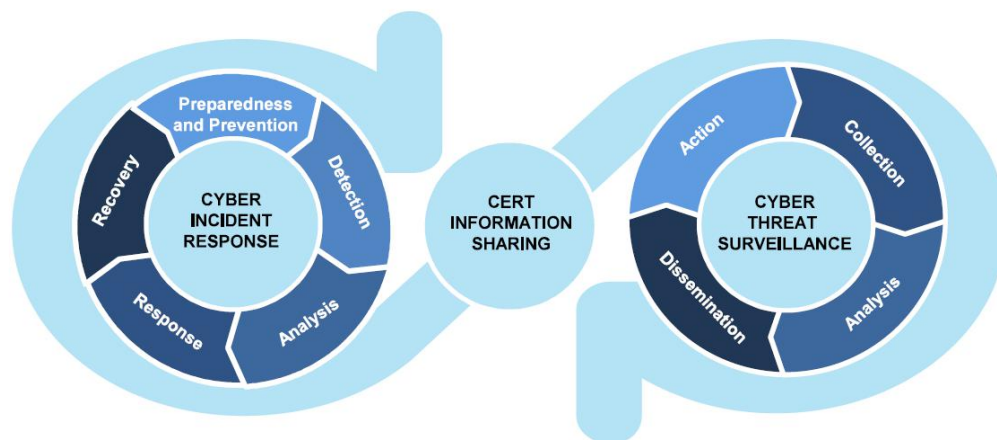 Preparedness
and Prevention
Detection
Analysis
Response
Recovery
CYBER
INCIDENT
RESPONSE
CERT
INFORMATION
SHARING
Action
Collection
Analysis
Dissemination
CYBER
THREAT
SURVEILLANCE